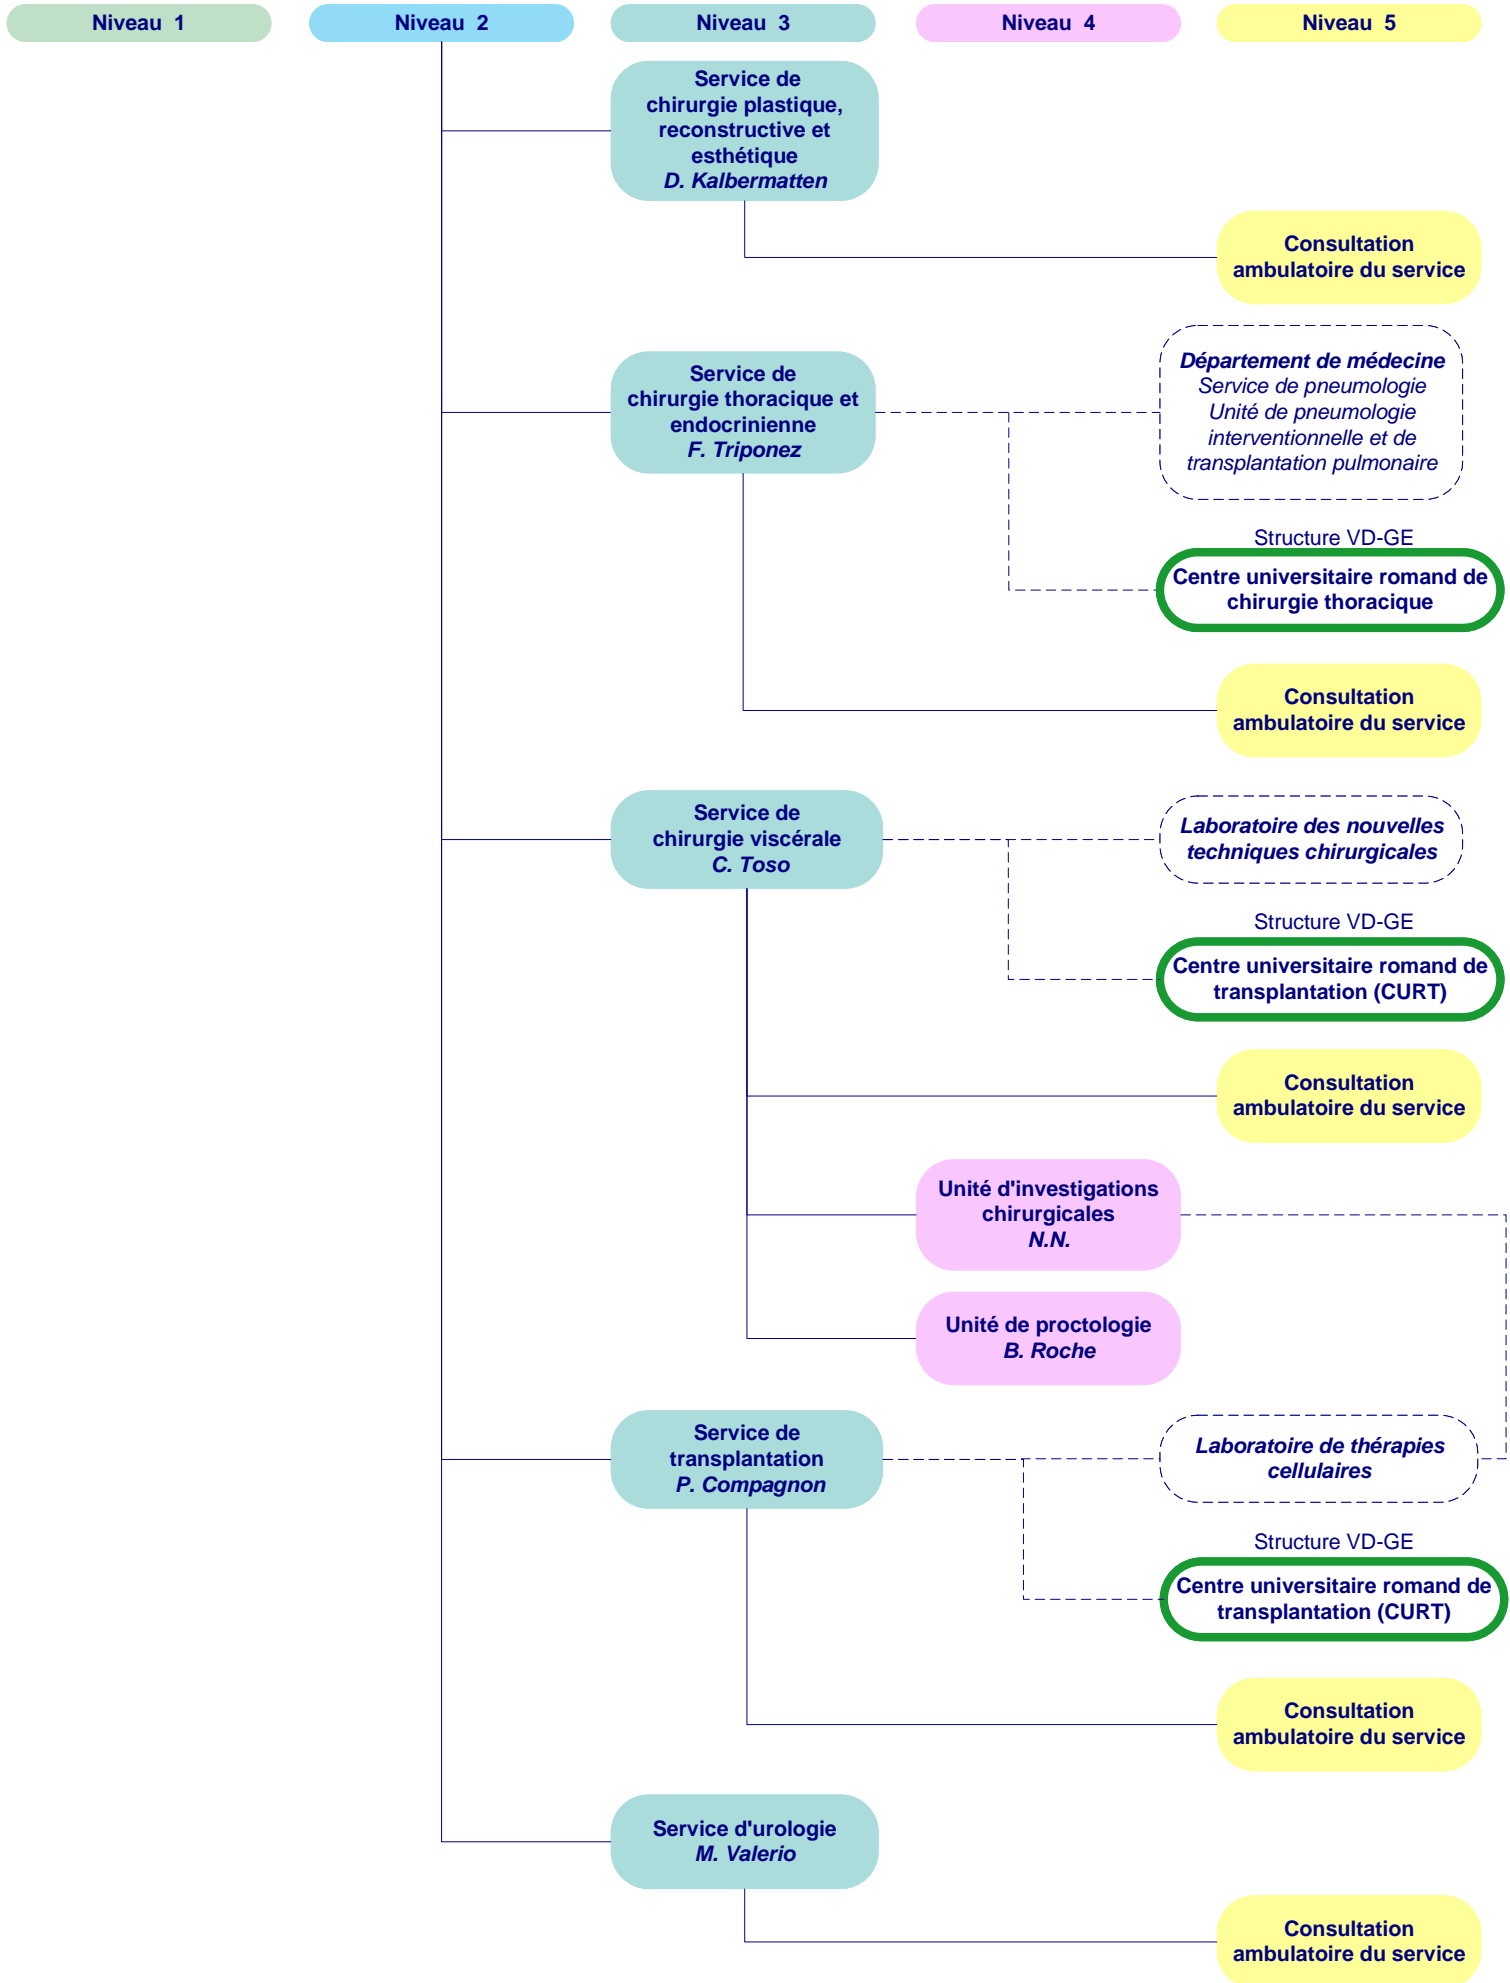 Niveau 1
Niveau 2
Niveau 3
Niveau 4
Niveau 5
Service de
chirurgie plastique,
reconstructive et
esthétique
D. Kalbermatten
Consultation
ambulatoire du service
Service de
chirurgie thoracique et
endocrinienne
F. Triponez
Département de médecine
Service de pneumologie
Unité de pneumologie
interventionnelle et de
transplantation pulmonaire
Structure VD-GE
Centre universitaire romand de
chirurgie thoracique
Consultation
ambulatoire du service
Service de
chirurgie viscérale
C. Toso
Laboratoire des nouvelles
techniques chirurgicales
Structure VD-GE
Centre universitaire romand de
transplantation (CURT)
Consultation
ambulatoire du service
Unité d'investigations
chirurgicales
N.N.
Unité de proctologie
B. Roche
Service de
transplantation
P. Compagnon
Laboratoire de thérapies
cellulaires
Structure VD-GE
Centre universitaire romand de
transplantation (CURT)
Consultation
ambulatoire du service
Service d'urologie
M. Valerio
Consultation
ambulatoire du service